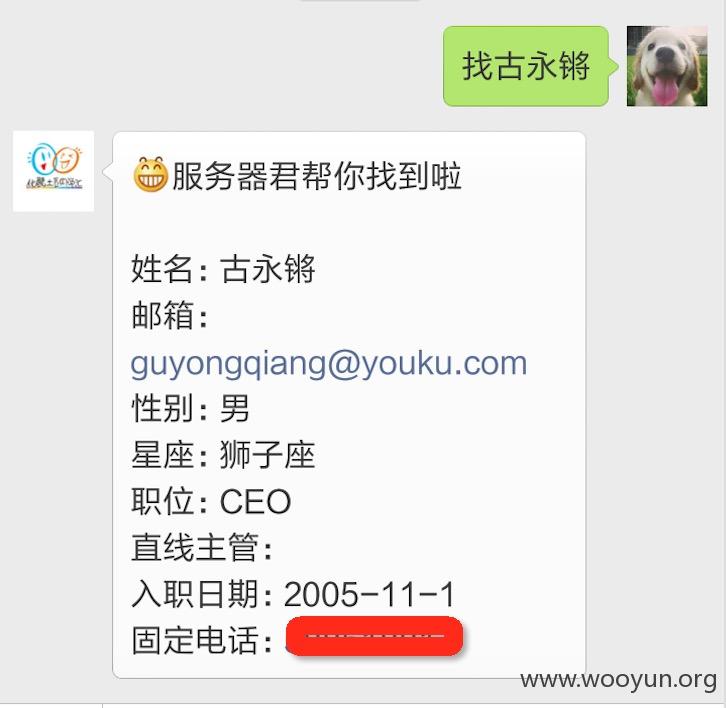 找古永锵
服务器君帮你找到啦
姓名：古永锵
邮箱：
guyongqiang@youku.com
性别：男
星座：狮子座
职位：CEO
直线主管：
入职日期：2005-11-1
固定电话：
www.wooyun.org